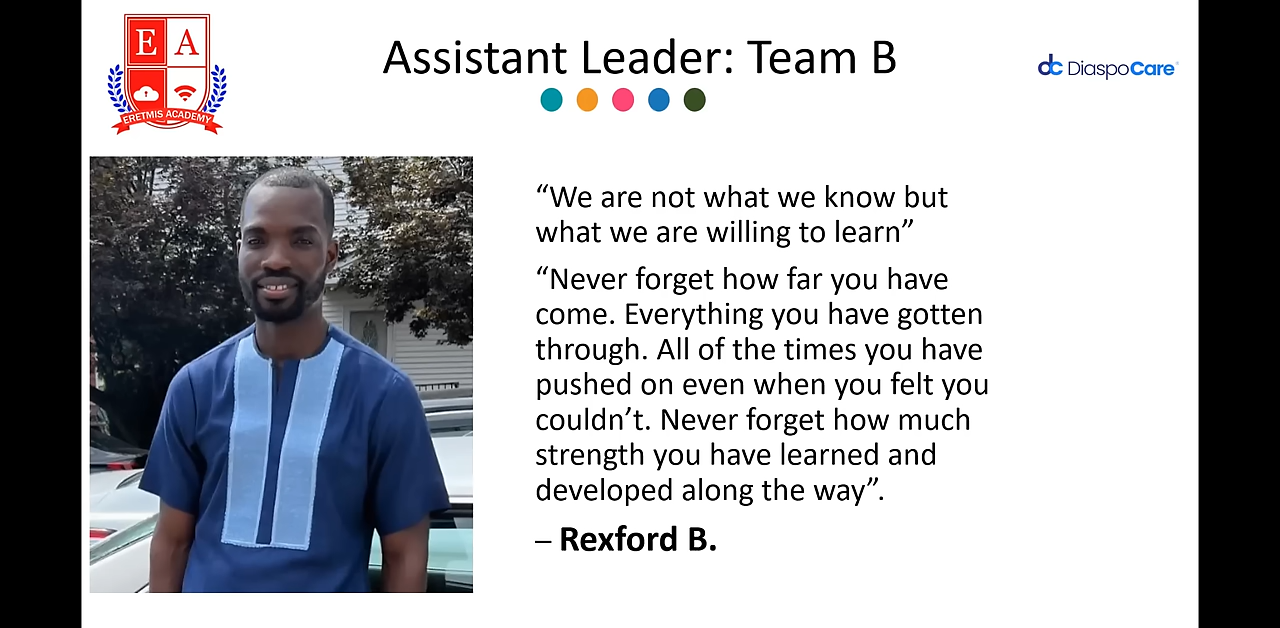 E A
ERETMIS ACADEMY
Assistant Leader: Team B
dc DiaspoCare
“We are not what we know but
what we are willing to learn”
“Never forget how far you have
come. Everything you have gotten
through. All of the times you have
pushed on even when you felt you
couldn’t. Never forget how much
strength you have learned and
developed along the way”.
– Rexford B.